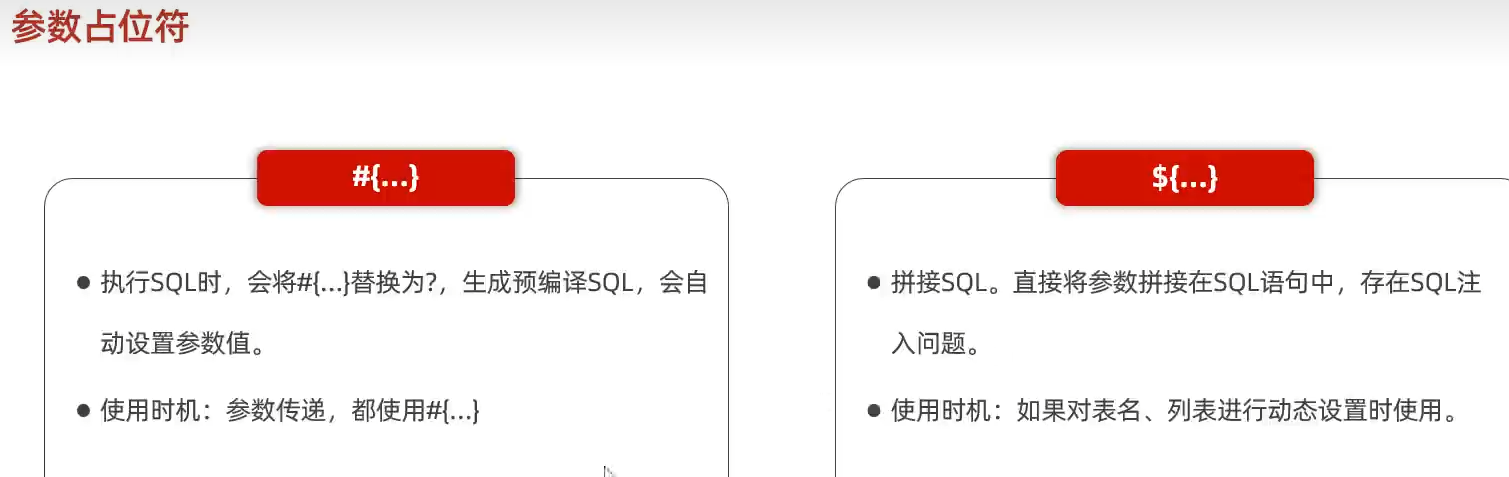 参数占位符
#{...}
执行SQL时，会将#{...}替换为?，生成预编译SQL，会自
动设置参数值。
使用时机：参数传递，都使用#{...}
${...}
拼接SQL。直接将参数拼接在SQL语句中，存在SQL注
入问题。
使用时机：如果对表名、列表进行动态设置时使用。